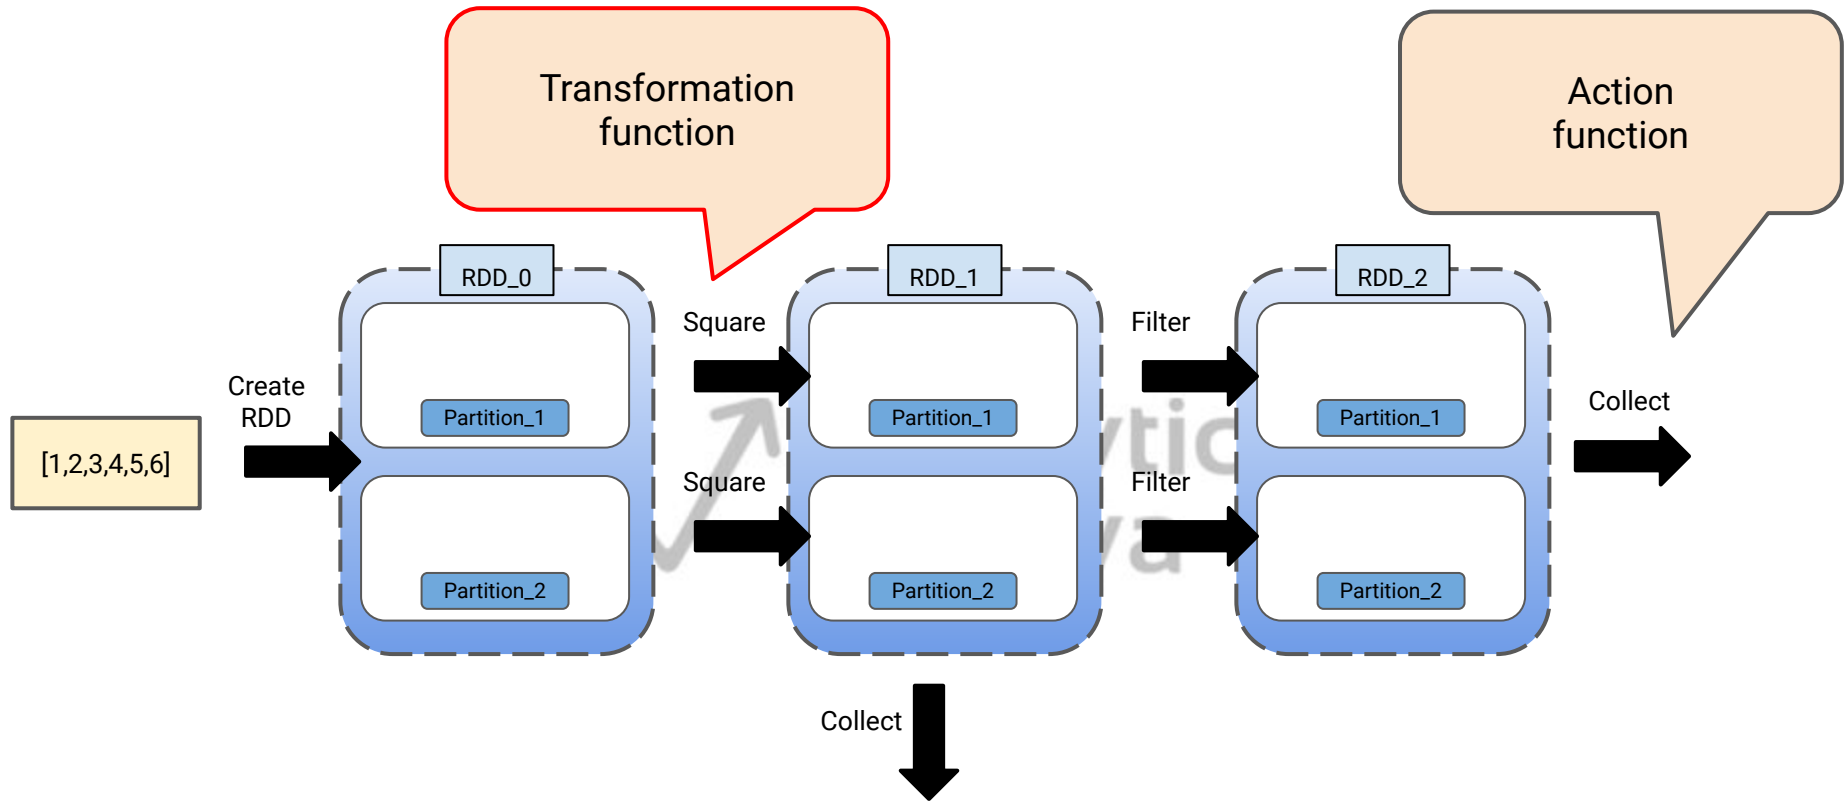 Transformation
function
Action
function
RDD_0
RDD_1
RDD_2
Square
Filter
Create
RDD
Collect
Partition_1
Partition_1
Partition_1
[1,2,3,4,5,6]
Square
Filter
Partition_2
Partition_2
Partition_2
Collect